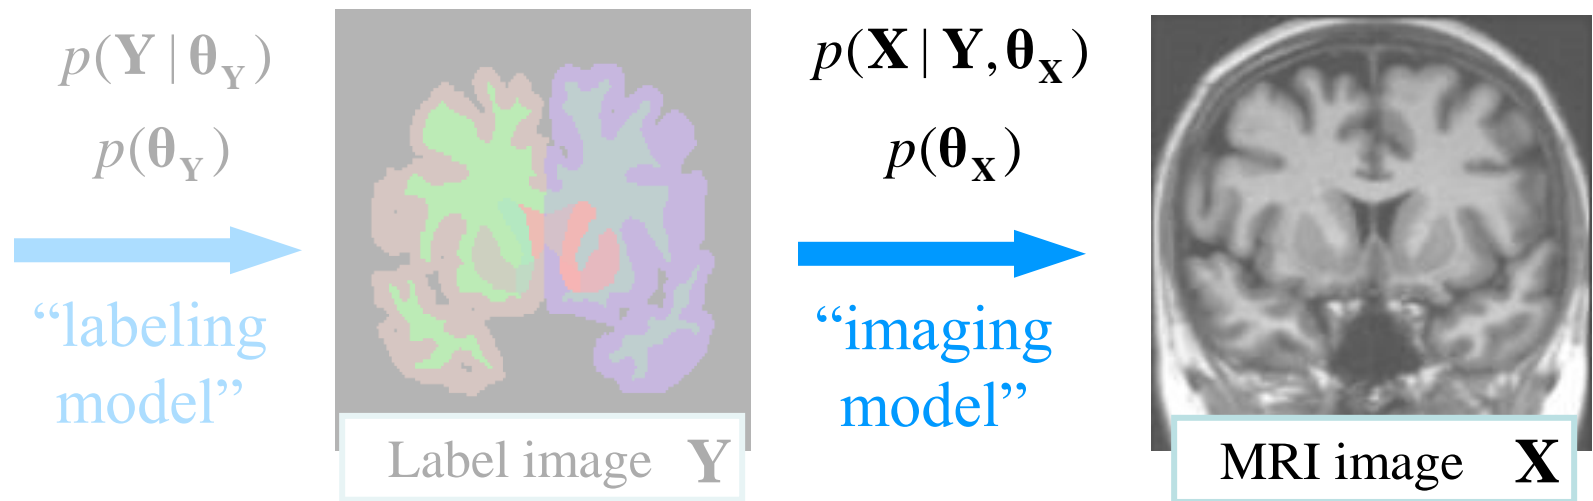 p(Y | θ_Y)
p(θ_Y)
“labeling
model”
Label image Y
p(X | Y, θ_X)
p(θ_X)
“imaging
model”
MRI image X